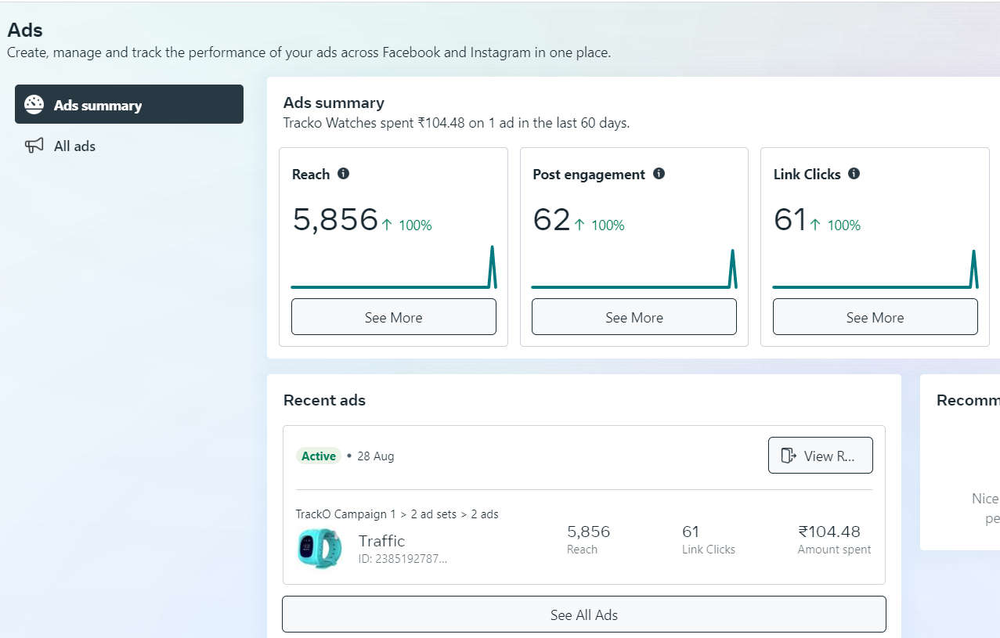 Ads
Create, manage and track the performance of your ads across Facebook and Instagram in one place.
Ads summary
All ads
Ads summary
Tracko Watches spent ₹104.48 on 1 ad in the last 60 days.
Reach
5,856 ↑ 100%
See More
Post engagement
62 ↑ 100%
See More
Link Clicks
61 ↑ 100%
See More
Recent ads
Active • 28 Aug
View R...
TrackO Campaign 1 > 2 ad sets > 2 ads
Traffic
ID: 2385192787...
5,856
Reach
61
Link Clicks
₹104.48
Amount spent
See All Ads
Recomm
Nice
pe